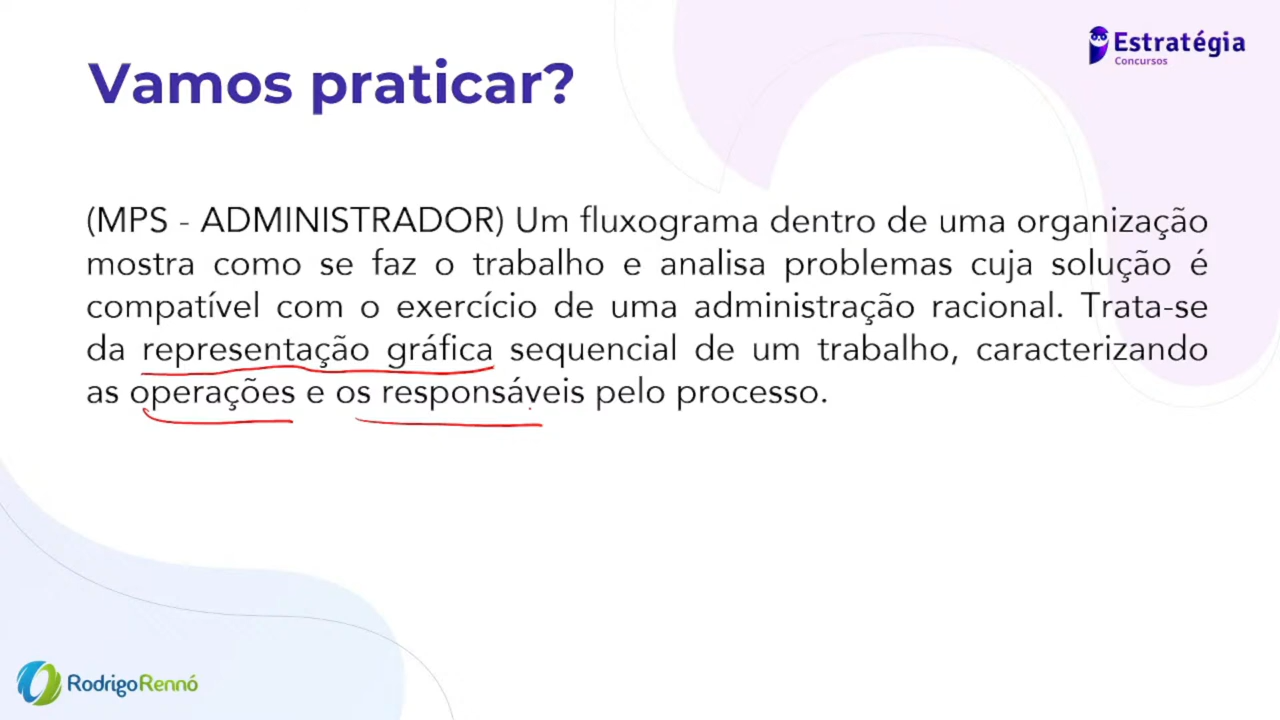 Estratégia
Concursos
Vamos praticar?
(MPS - ADMINISTRADOR) Um fluxograma dentro de uma organização
mostra como se faz o trabalho e analisa problemas cuja solução é
compatível com o exercício de uma administração racional. Trata-se
da representação gráfica sequencial de um trabalho, caracterizando
as operações e os responsáveis pelo processo.
RodrigoRennó